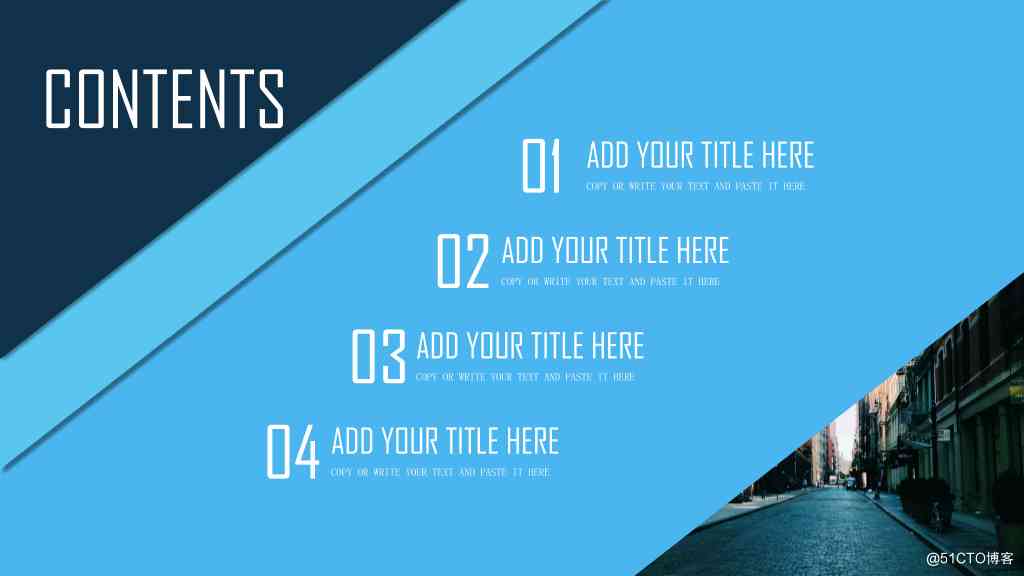 CONTENTS
01
ADD YOUR TITLE HERE
COPY OR WRITE YOUR TEXT AND PASTE IT HERE
02
ADD YOUR TITLE HERE
COPY OR WRITE YOUR TEXT AND PASTE IT HERE
03
ADD YOUR TITLE HERE
COPY OR WRITE YOUR TEXT AND PASTE IT HERE
04
ADD YOUR TITLE HERE
COPY OR WRITE YOUR TEXT AND PASTE IT HERE
@51CTO博客